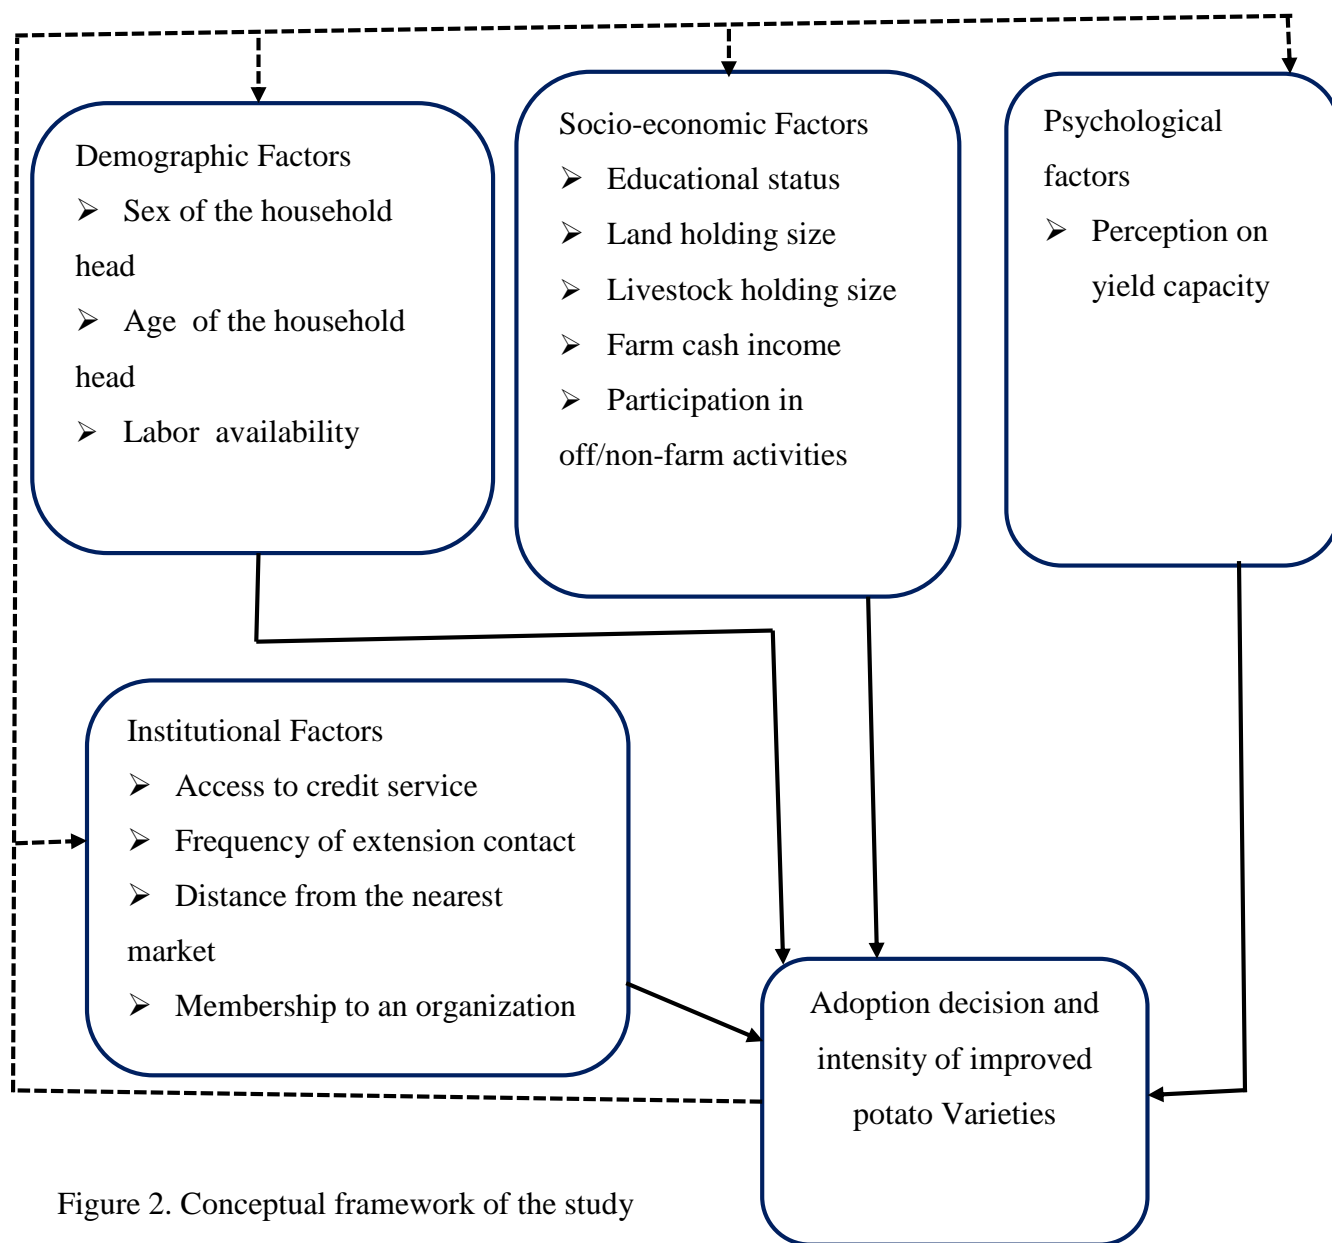 Demographic Factors
➢ Sex of the household
head
➢ Age of the household
head
➢ Labor availability
Socio-economic Factors
➢ Educational status
➢ Land holding size
➢ Livestock holding size
➢ Farm cash income
➢ Participation in
off/non-farm activities
Psychological
factors
➢ Perception on
yield capacity
Institutional Factors
➢ Access to credit service
➢ Frequency of extension contact
➢ Distance from the nearest
market
➢ Membership to an organization
Adoption decision and
intensity of improved
potato Varieties
Figure 2. Conceptual framework of the study